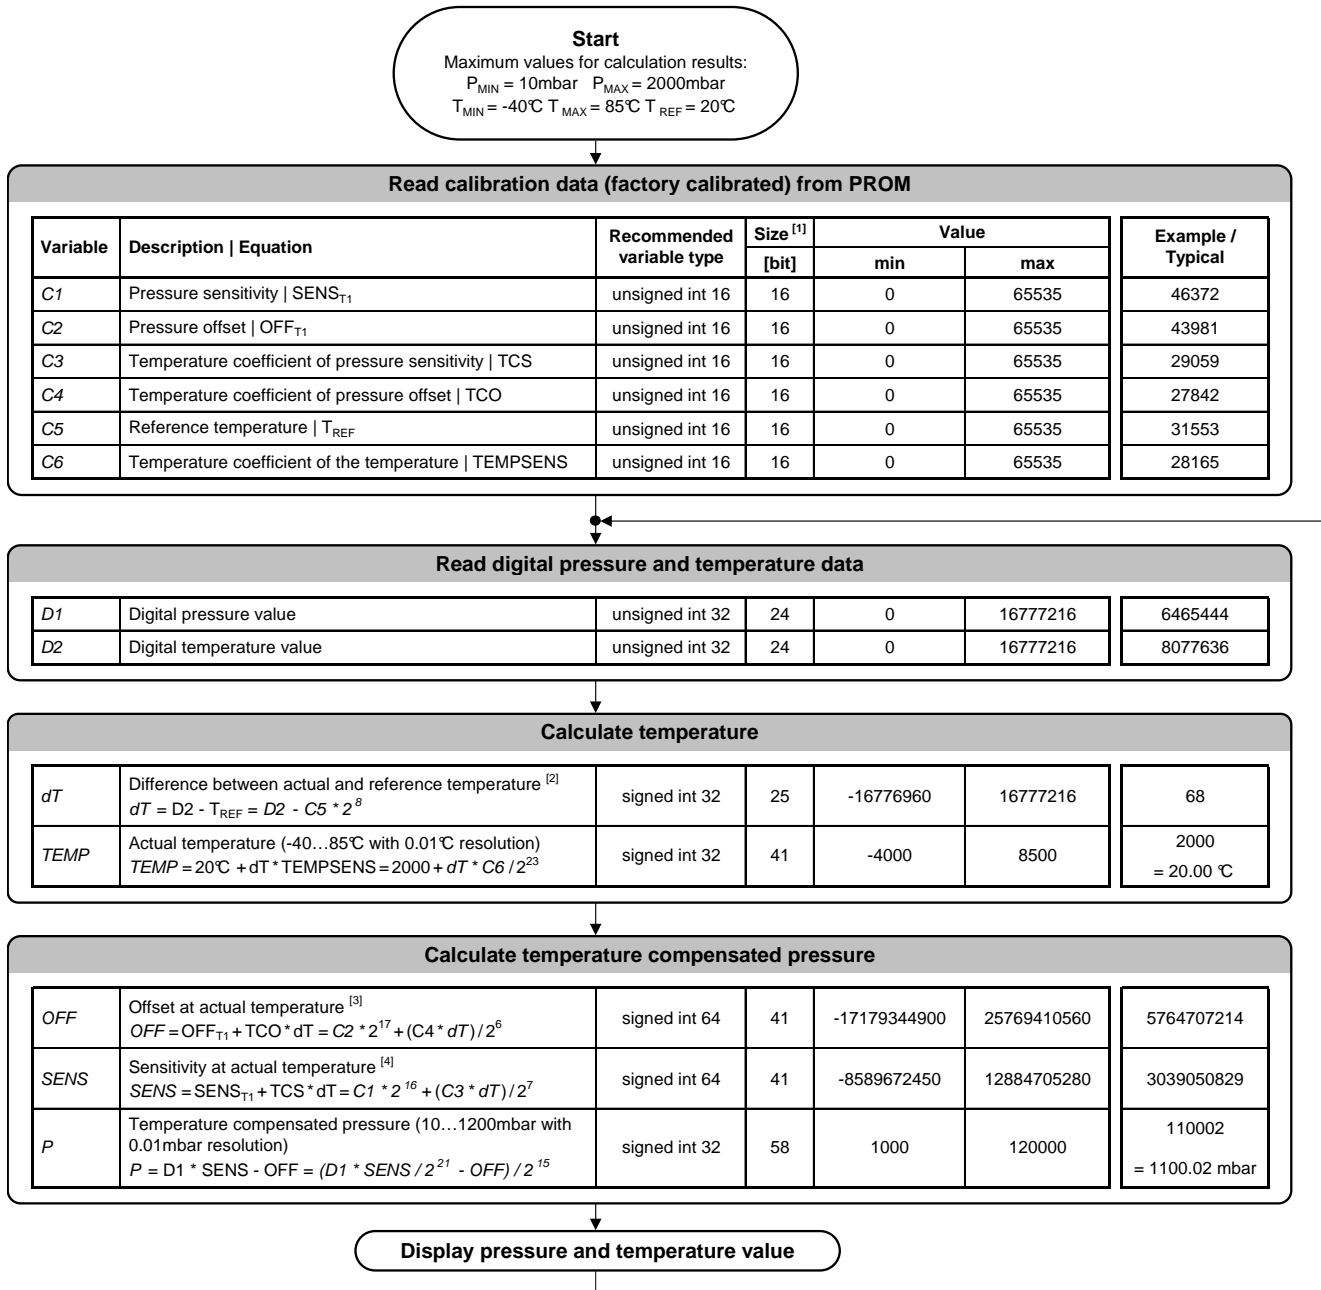 Start
Maximum values for calculation results:
P_MIN = 10mbar P_MAX = 2000mbar
T_MIN = -40°C T_MAX = 85°C T_REF = 20°C
Read calibration data (factory calibrated) from PROM
Variable | Description | Equation | Recommended variable type | Size [1] [bit] | Value min | max | Example / Typical
C1 | Pressure sensitivity | SENS_T1 | unsigned int 16 | 16 | 0 | 65535 | 46372
C2 | Pressure offset | OFF_T1 | unsigned int 16 | 16 | 0 | 65535 | 43981
C3 | Temperature coefficient of pressure sensitivity | TCS | unsigned int 16 | 16 | 0 | 65535 | 29059
C4 | Temperature coefficient of pressure offset | TCO | unsigned int 16 | 16 | 0 | 65535 | 27842
C5 | Reference temperature | T_REF | unsigned int 16 | 16 | 0 | 65535 | 31553
C6 | Temperature coefficient of the temperature | TEMPSENS | unsigned int 16 | 16 | 0 | 65535 | 28165
Read digital pressure and temperature data
D1 | Digital pressure value | unsigned int 32 | 24 | 0 | 16777216 | 6465444
D2 | Digital temperature value | unsigned int 32 | 24 | 0 | 16777216 | 8077636
Calculate temperature
dT | Difference between actual and reference temperature [2]
dT = D2 - T_REF = D2 - C5 * 2^8 | signed int 32 | 25 | -16776960 | 16777216 | 68
TEMP | Actual temperature (-40…85°C with 0.01°C resolution)
TEMP = 20°C + dT * TEMPSENS = 2000 + dT * C6 / 2^23 | signed int 32 | 41 | -4000 | 8500 | 2000
= 20.00 °C
Calculate temperature compensated pressure
OFF | Offset at actual temperature [3]
OFF = OFF_T1 + TCO * dT = C2 * 2^17 + (C4 * dT) / 2^6 | signed int 64 | 41 | -17179344900 | 25769410560 | 5764707214
SENS | Sensitivity at actual temperature [4]
SENS = SENS_T1 + TCS * dT = C1 * 2^16 + (C3 * dT) / 2^7 | signed int 64 | 41 | -8589672450 | 12884705280 | 3039050829
P | Temperature compensated pressure (10…1200mbar with
0.01mbar resolution)
P = D1 * SENS - OFF = (D1 * SENS / 2^21 - OFF) / 2^15 | signed int 32 | 58 | 1000 | 120000 | 110002
= 1100.02 mbar
Display pressure and temperature value